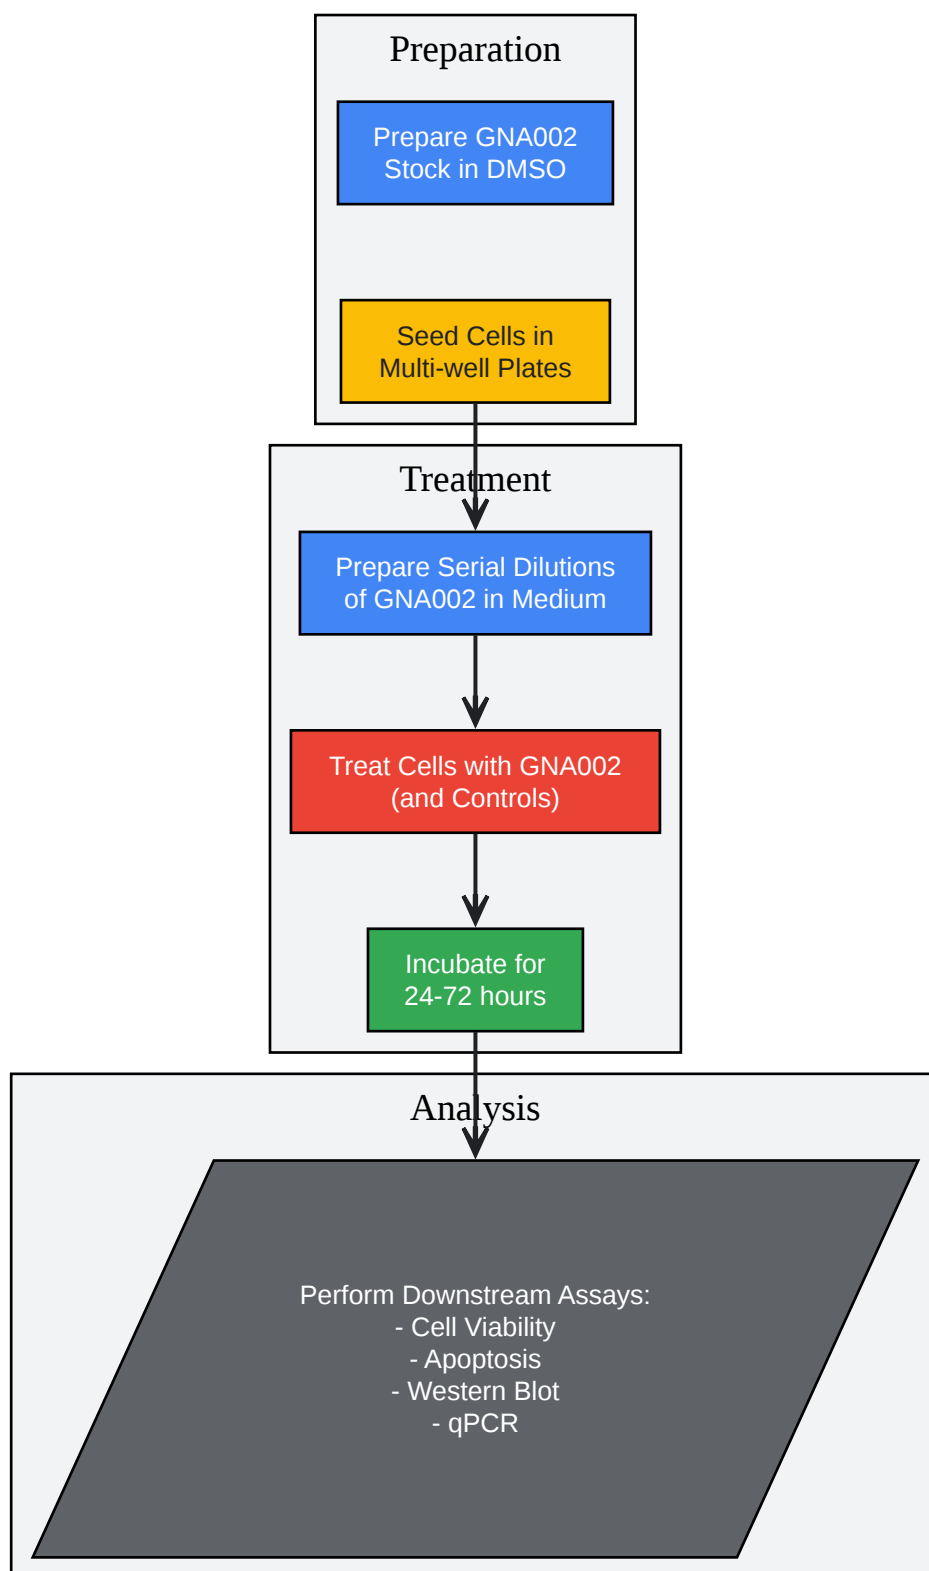 Preparation
Prepare GNA002
Stock in DMSO
Seed Cells in
Multi-well Plates
Treatment
Prepare Serial Dilutions
of GNA002 in Medium
Treat Cells with GNA002
(and Controls)
Incubate for
24-72 hours
Analysis
Perform Downstream Assays:
- Cell Viability
- Apoptosis
- Western Blot
- qPCR